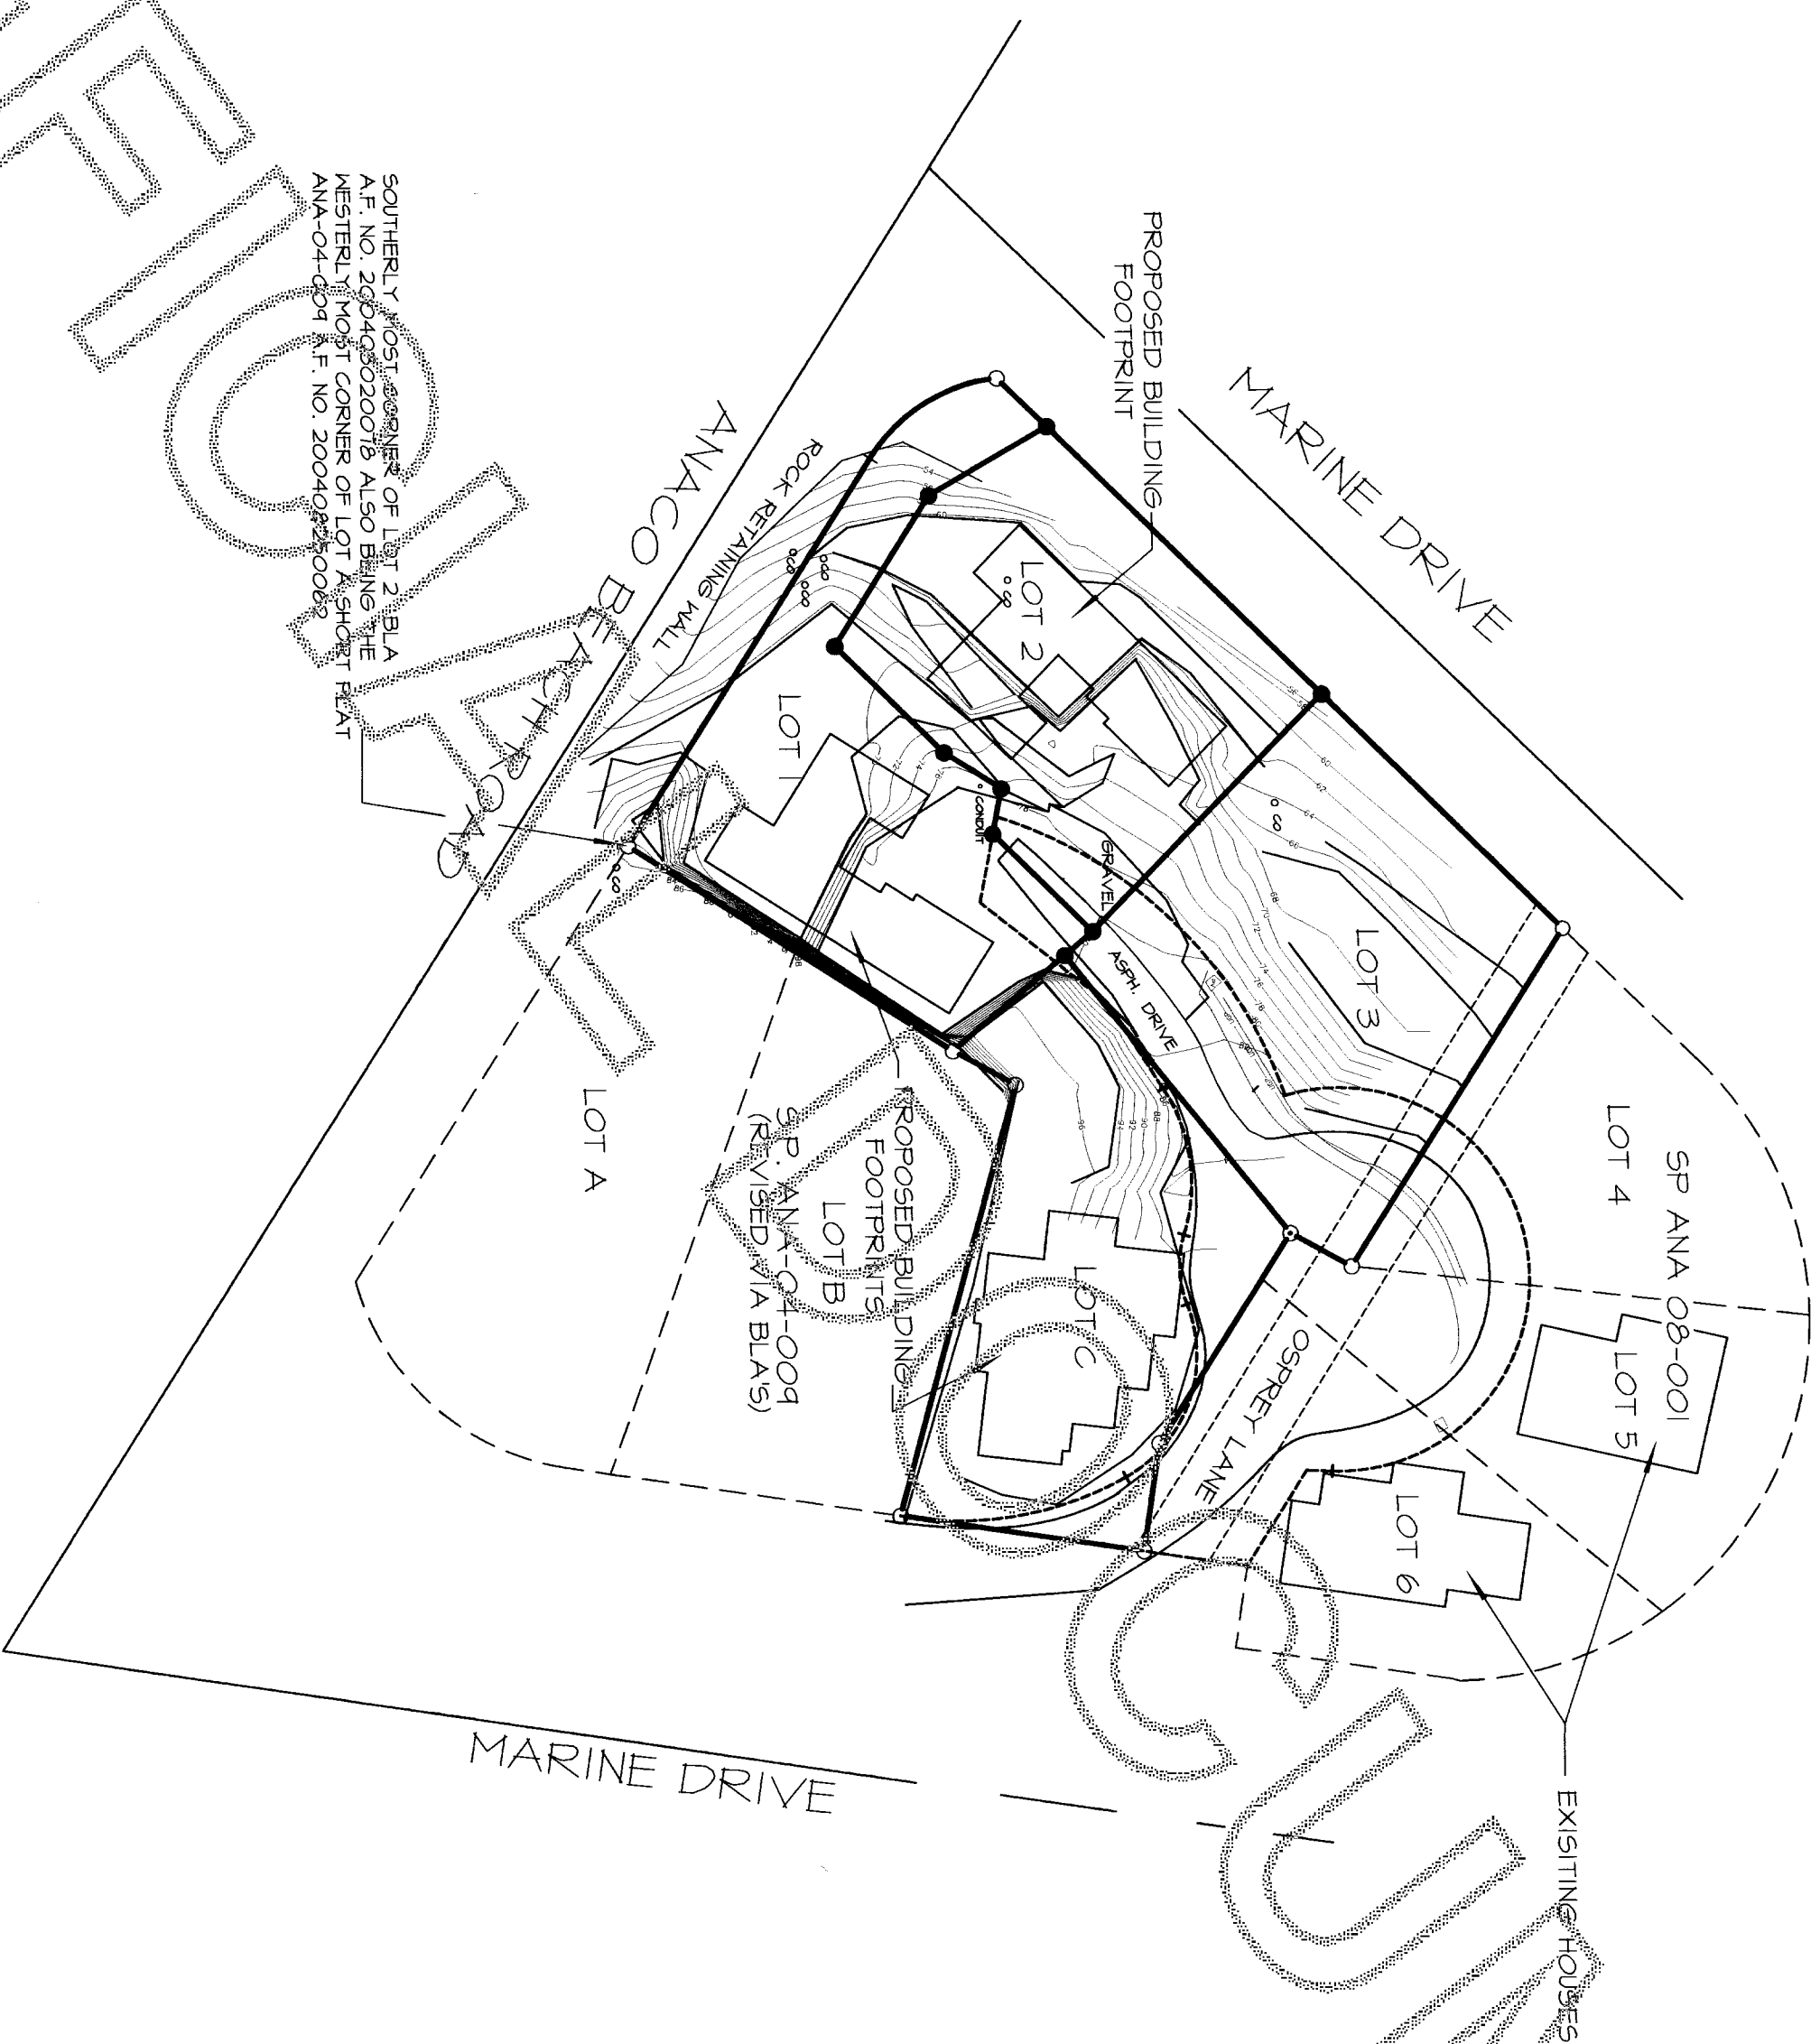 MARINE DRIVE
PROPOSED BUILDING
FOOTPRINT
ANACO BEACH ROAD
ROCK RETAINING WALL
SOUTHERLY MOST CORNER OF LOT 2 BLA
ALSO BEING THE
WESTERLY MOST CORNER OF LOT A SHORT PLAT
ANA-04-009 A.F. NO.
LOT 1
LOT 2
LOT 3
CONDUIT
GRAVEL
ASPH. DRIVE
LOT 4
SP ANA 08-001
LOT 5
LOT 6
EXISITING HOUSES
OSPREY LANE
LOT C
PROPOSED BUILDING
FOOTPRINTS
LOT B
S.P. ANA-04-009
(REVISED VIA BLA'S)
LOT A
MARINE DRIVE